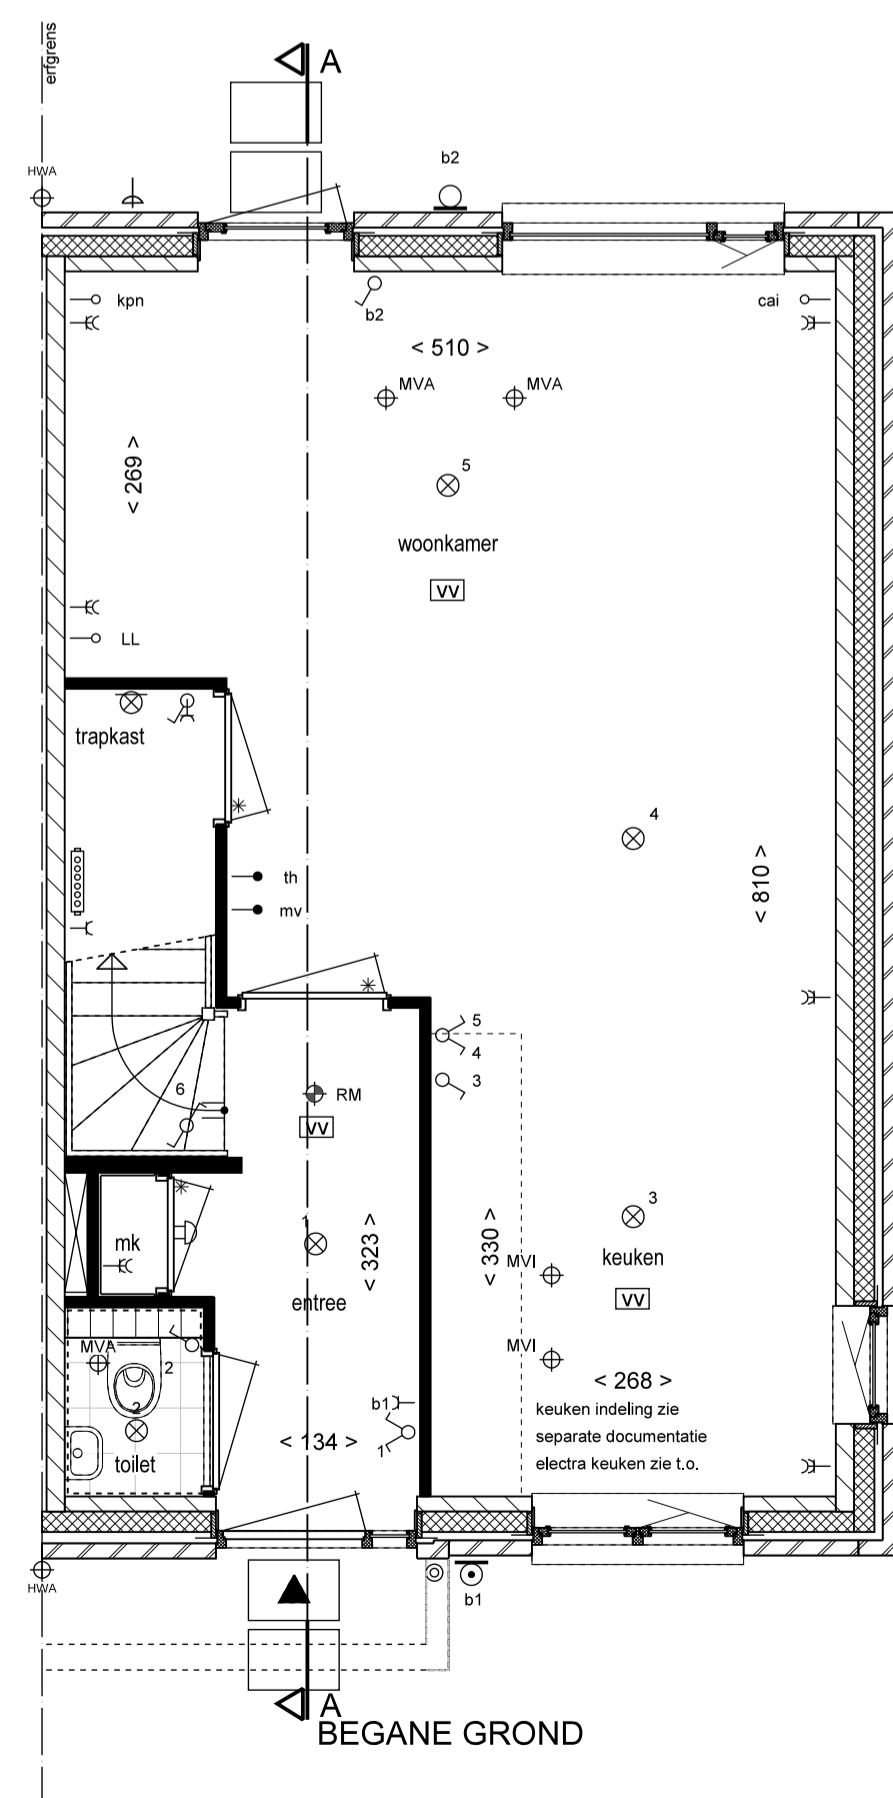 erfgrens
A
HWA
b2
kpn
b2
cai
< 510 >
MVA
MVA
< 269 >
5
woonkamer
VV
LL
trapkast
4
< 810 >
th
mv
5
4
3
6
RM
VV
mk
1
< 323 >
< 330 >
3
keuken
MVI
VV
entree
MVA
2
MVI
< 268 >
2
b1
keuken indeling zie
separate documentatie
electra keuken zie t.o.
< 134 >
1
toilet
HWA
b1
A
BEGANE GROND